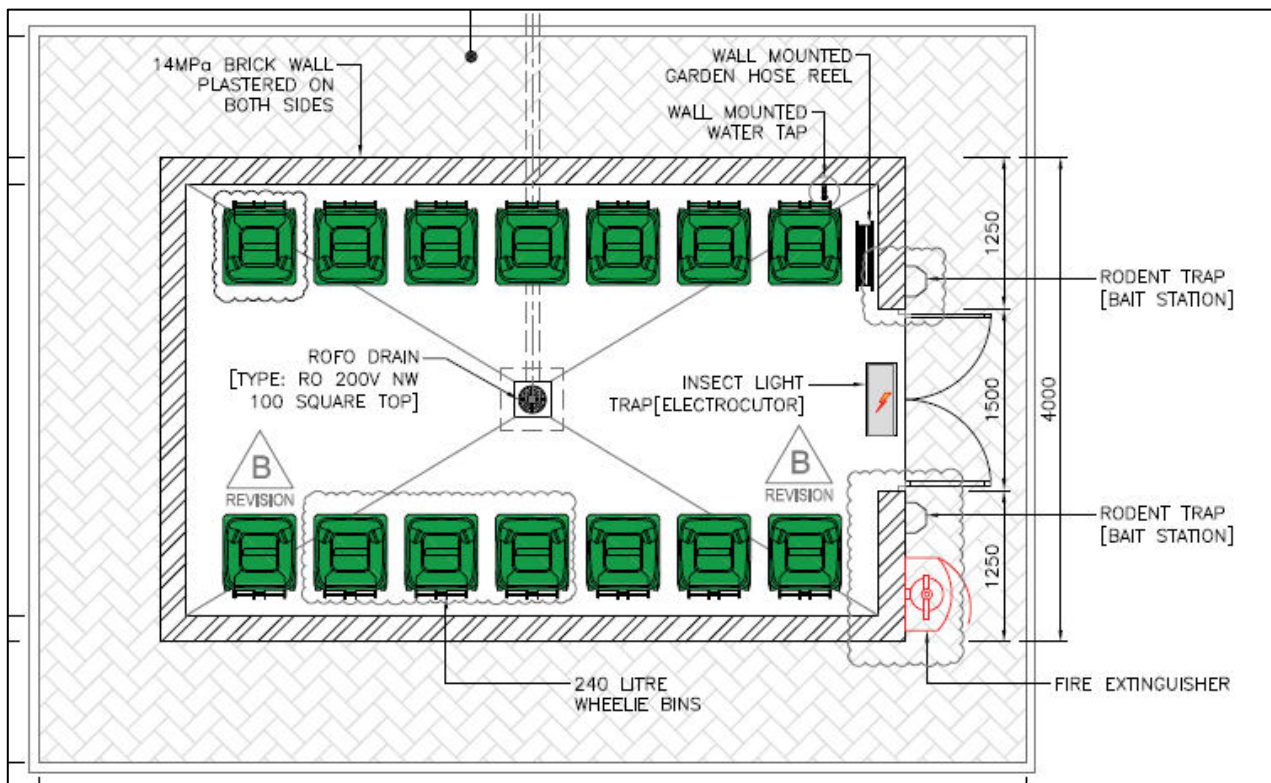 14MPa BRICK WALL
PLASTERED ON
BOTH SIDES
WALL MOUNTED
GARDEN HOSE REEL
WALL MOUNTED
WATER TAP
1250
RODENT TRAP
[BAIT STATION]
ROFO DRAIN
[TYPE: RO 200V NW
100 SQUARE TOP]
INSECT LIGHT
TRAP[ELECTROCUTOR]
1500
4000
B
REVISION
B
REVISION
RODENT TRAP
[BAIT STATION]
1250
240 LITRE
WHEELIE BINS
FIRE EXTINGUISHER